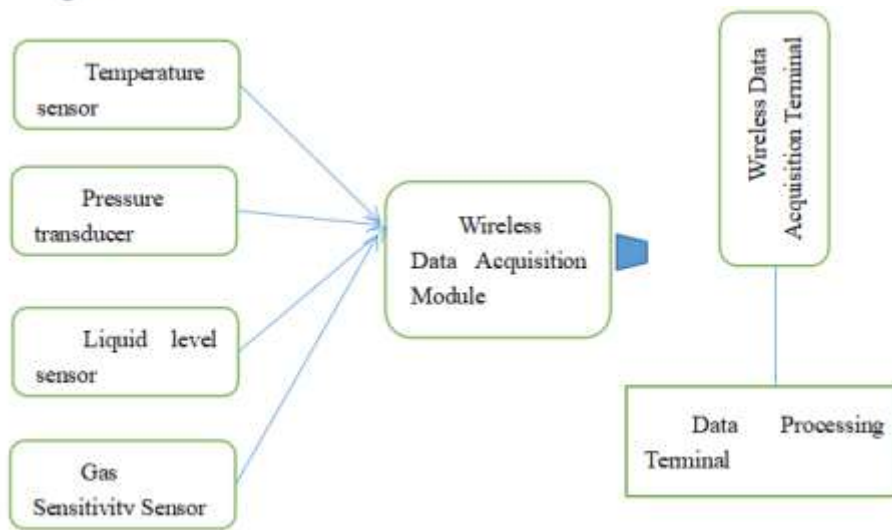 Temperature
sensor
Pressure
transducer
Liquid level
sensor
Gas
Sensitivity Sensor
Wireless
Data Acquisition
Module
Wireless Data
Acquisition Terminal
Data Processing
Terminal